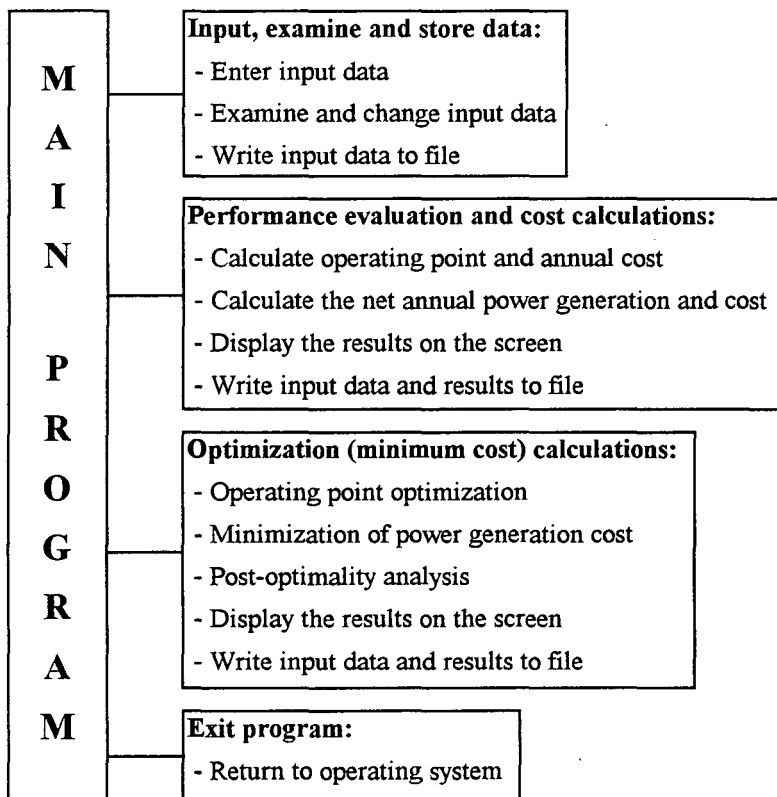 MAIN PROGRAM
Input, examine and store data:
- Enter input data
- Examine and change input data
- Write input data to file
Performance evaluation and cost calculations:
- Calculate operating point and annual cost
- Calculate the net annual power generation and cost
- Display the results on the screen
- Write input data and results to file
Optimization (minimum cost) calculations:
- Operating point optimization
- Minimization of power generation cost
- Post-optimality analysis
- Display the results on the screen
- Write input data and results to file
Exit program:
- Return to operating system